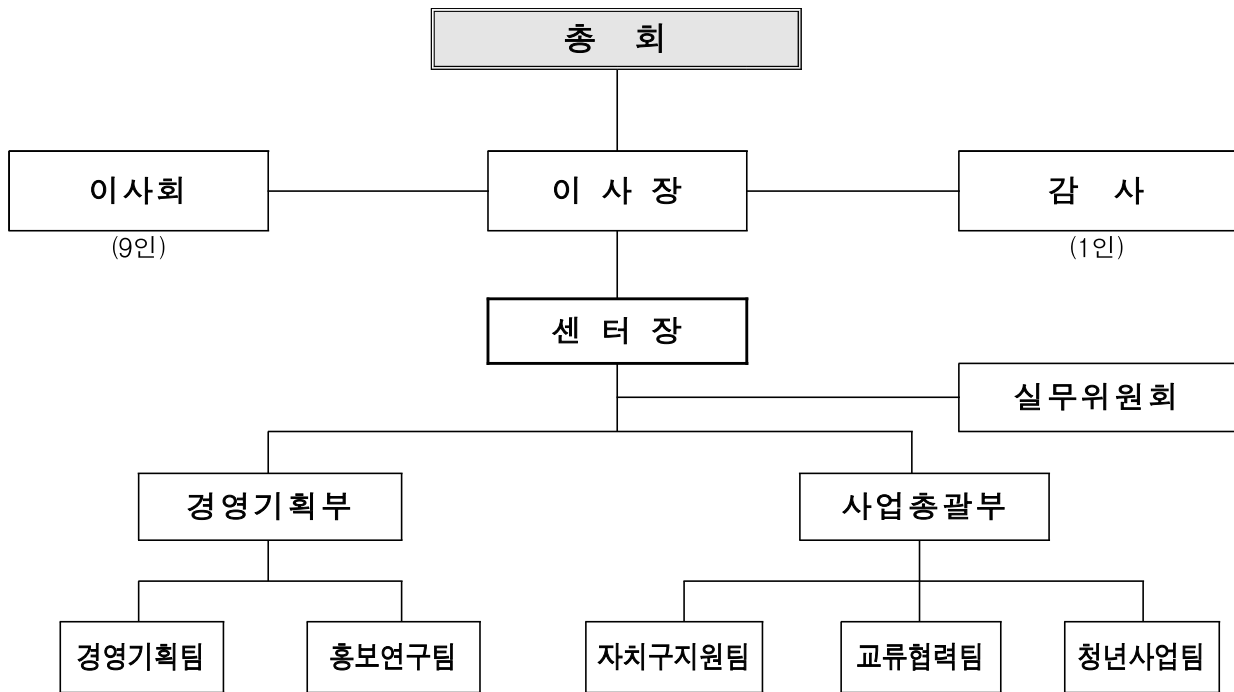 총 회
이사회
이 사 장
감 사
(9인)
(1인)
센 터 장
실무위원회
경영기획부
사업총괄부
경영기획팀
홍보연구팀
자치구지원팀
교류협력팀
청년사업팀